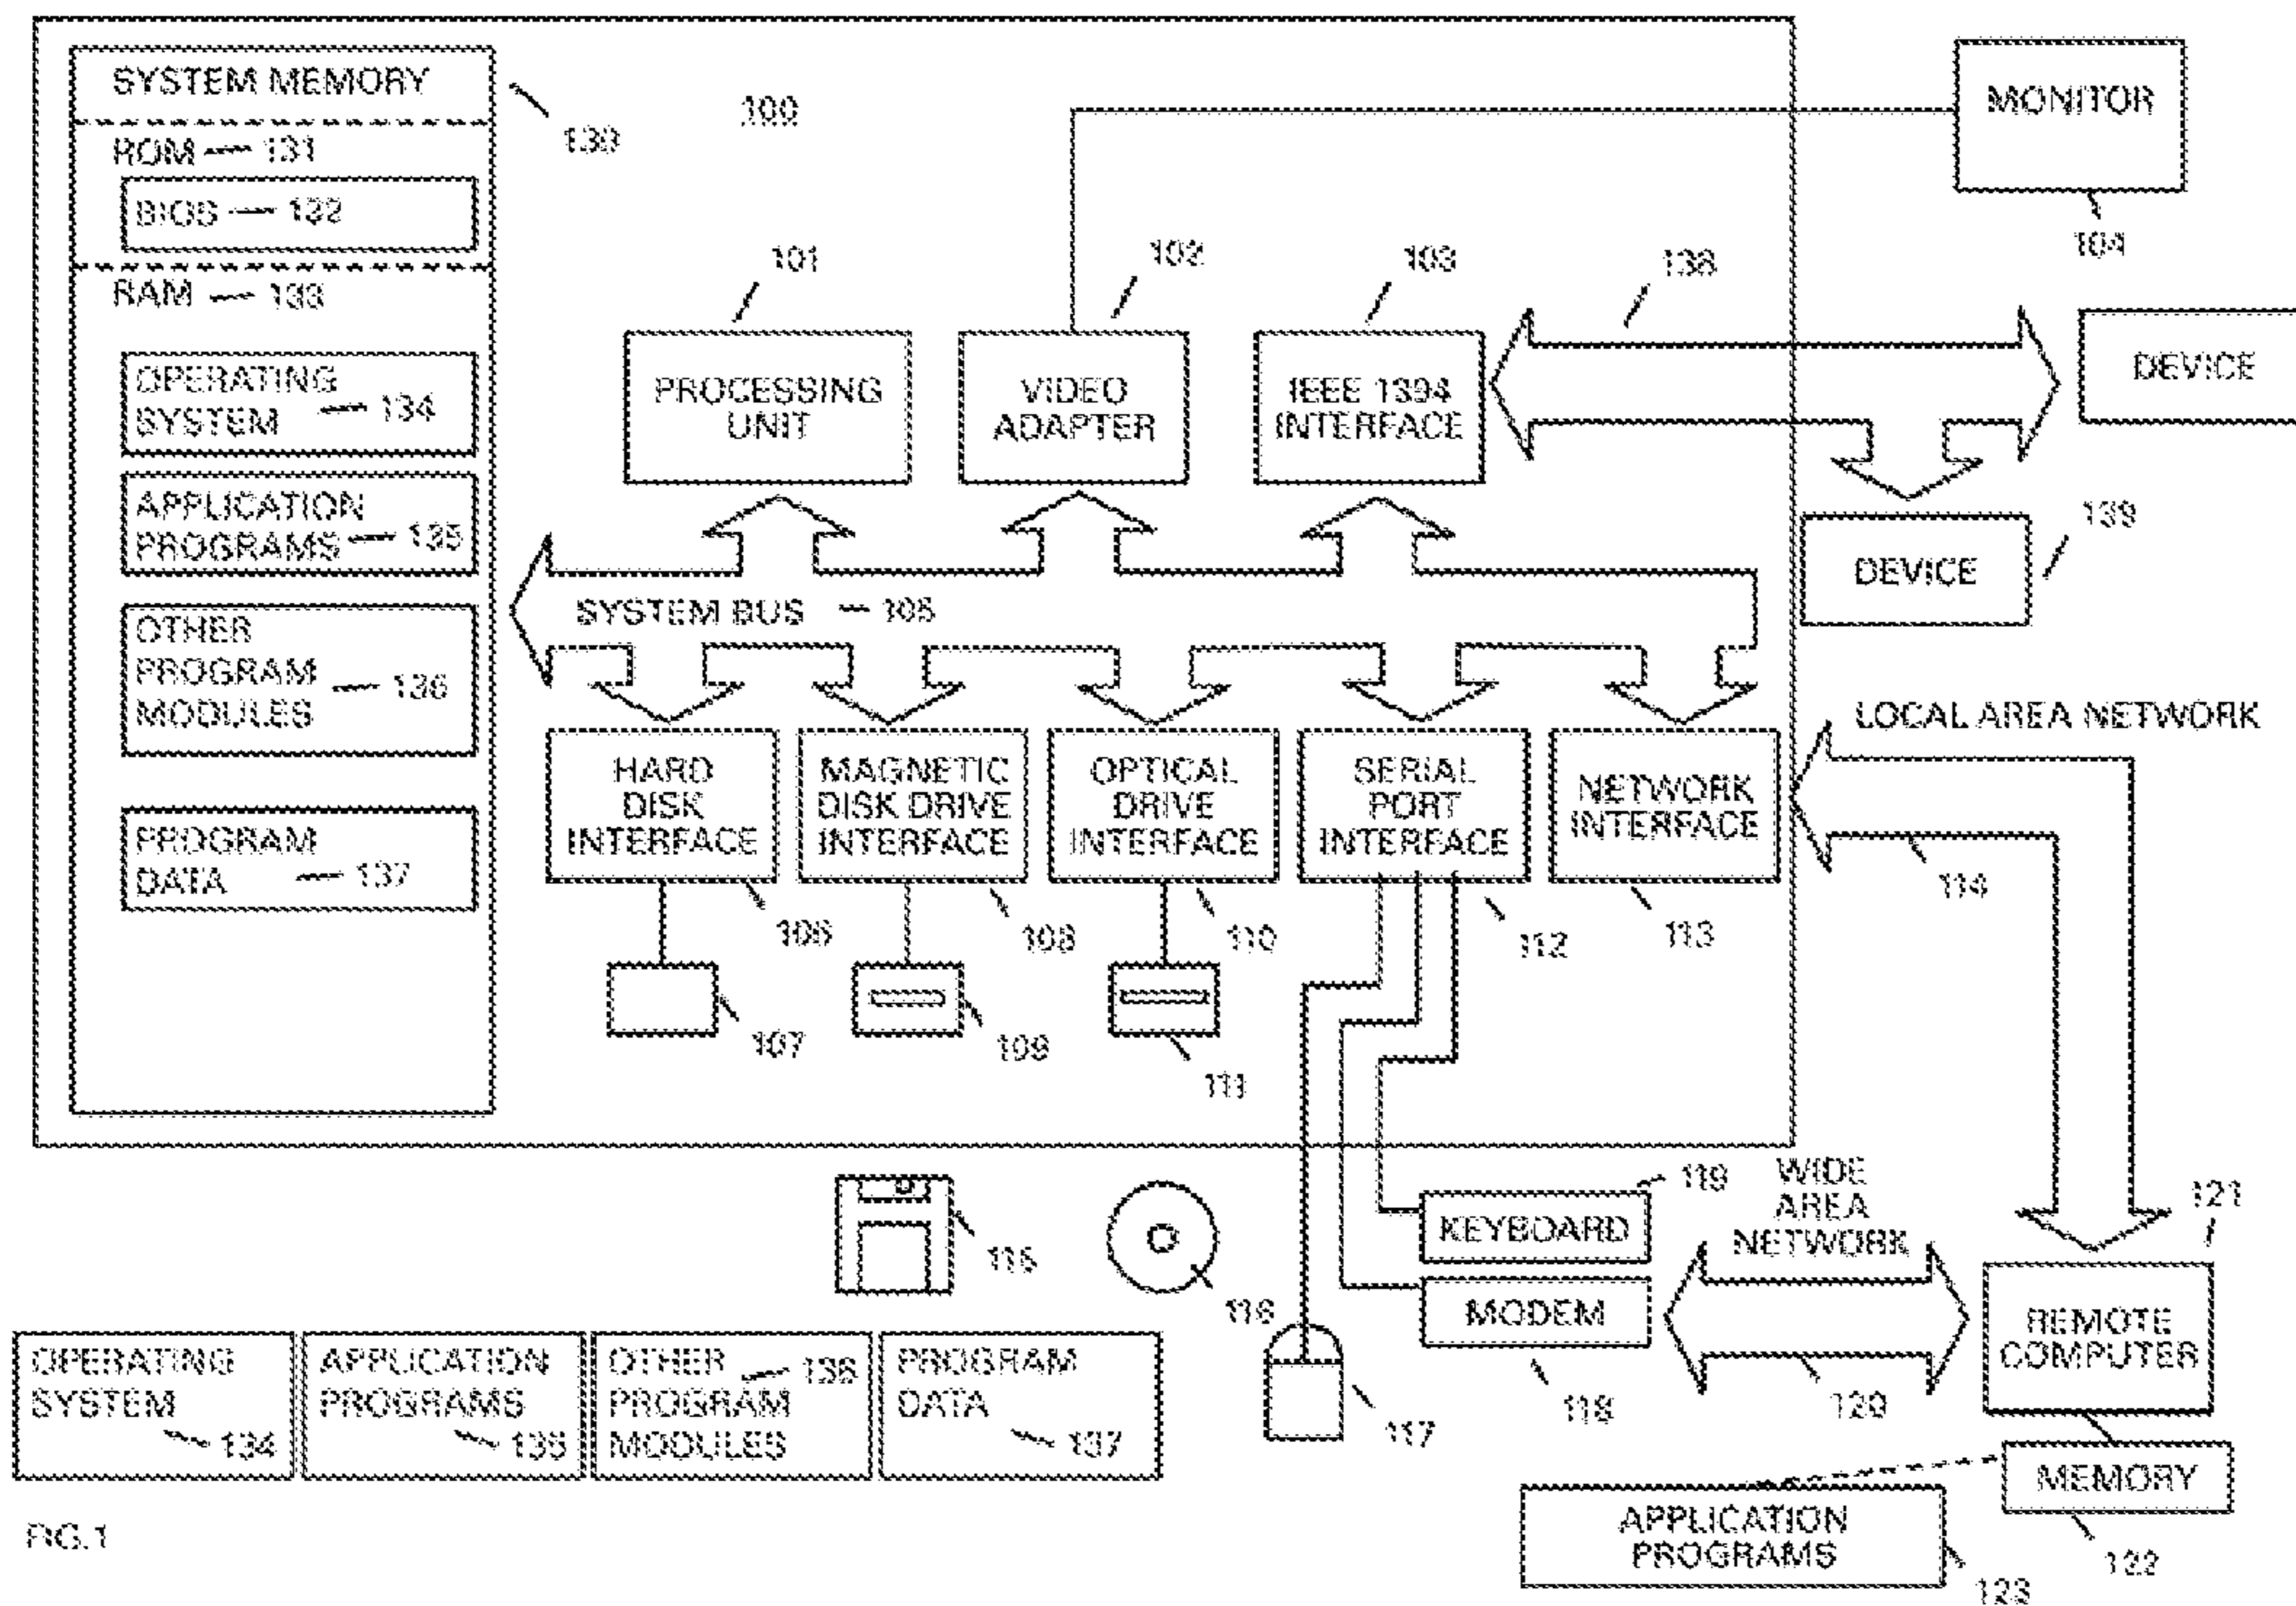 SYSTEM MEMORY
130
100
ROM 131
BIOS 132
RAM 133
OPERATING
SYSTEM 134
APPLICATION
PROGRAMS 135
OTHER
PROGRAM
MODULES 136
PROGRAM
DATA 137
MONITOR
104
101
102
103
138
PROCESSING
UNIT
VIDEO
ADAPTER
IEEE 1394
INTERFACE
DEVICE
DEVICE
139
SYSTEM BUS 105
HARD
DISK
INTERFACE
MAGNETIC
DISK DRIVE
INTERFACE
OPTICAL
DRIVE
INTERFACE
SERIAL
PORT
INTERFACE
NETWORK
INTERFACE
LOCAL AREA NETWORK
114
106
108
110
112
113
107
109
111
115
116
117
119
KEYBOARD
MODEM
118
WIDE
AREA
NETWORK
120
121
REMOTE
COMPUTER
MEMORY
122
APPLICATION
PROGRAMS
123
OPERATING
SYSTEM
134
APPLICATION
PROGRAMS
135
OTHER
PROGRAM
MODULES
136
PROGRAM
DATA
137
FIG.1